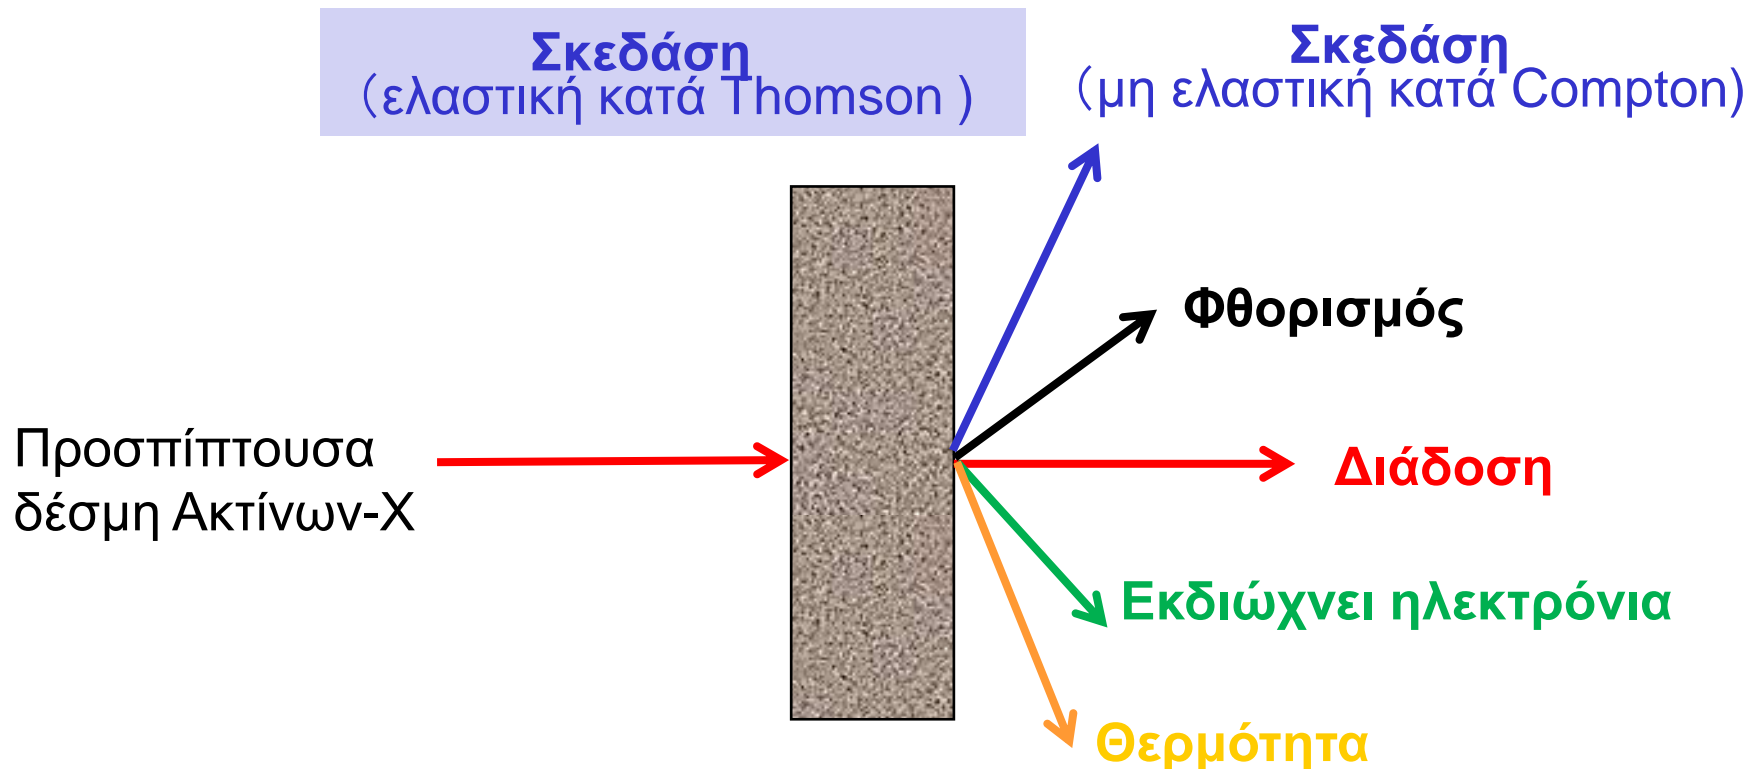 Σκεδάση
(ελαστική κατά Thomson )
Σκεδάση
(μη ελαστική κατά Compton)
Φθορισμός
Προσπίπτουσα
δέσμη Ακτίνων-Χ
Διάδοση
Εκδιώχνει ηλεκτρόνια
Θερμότητα